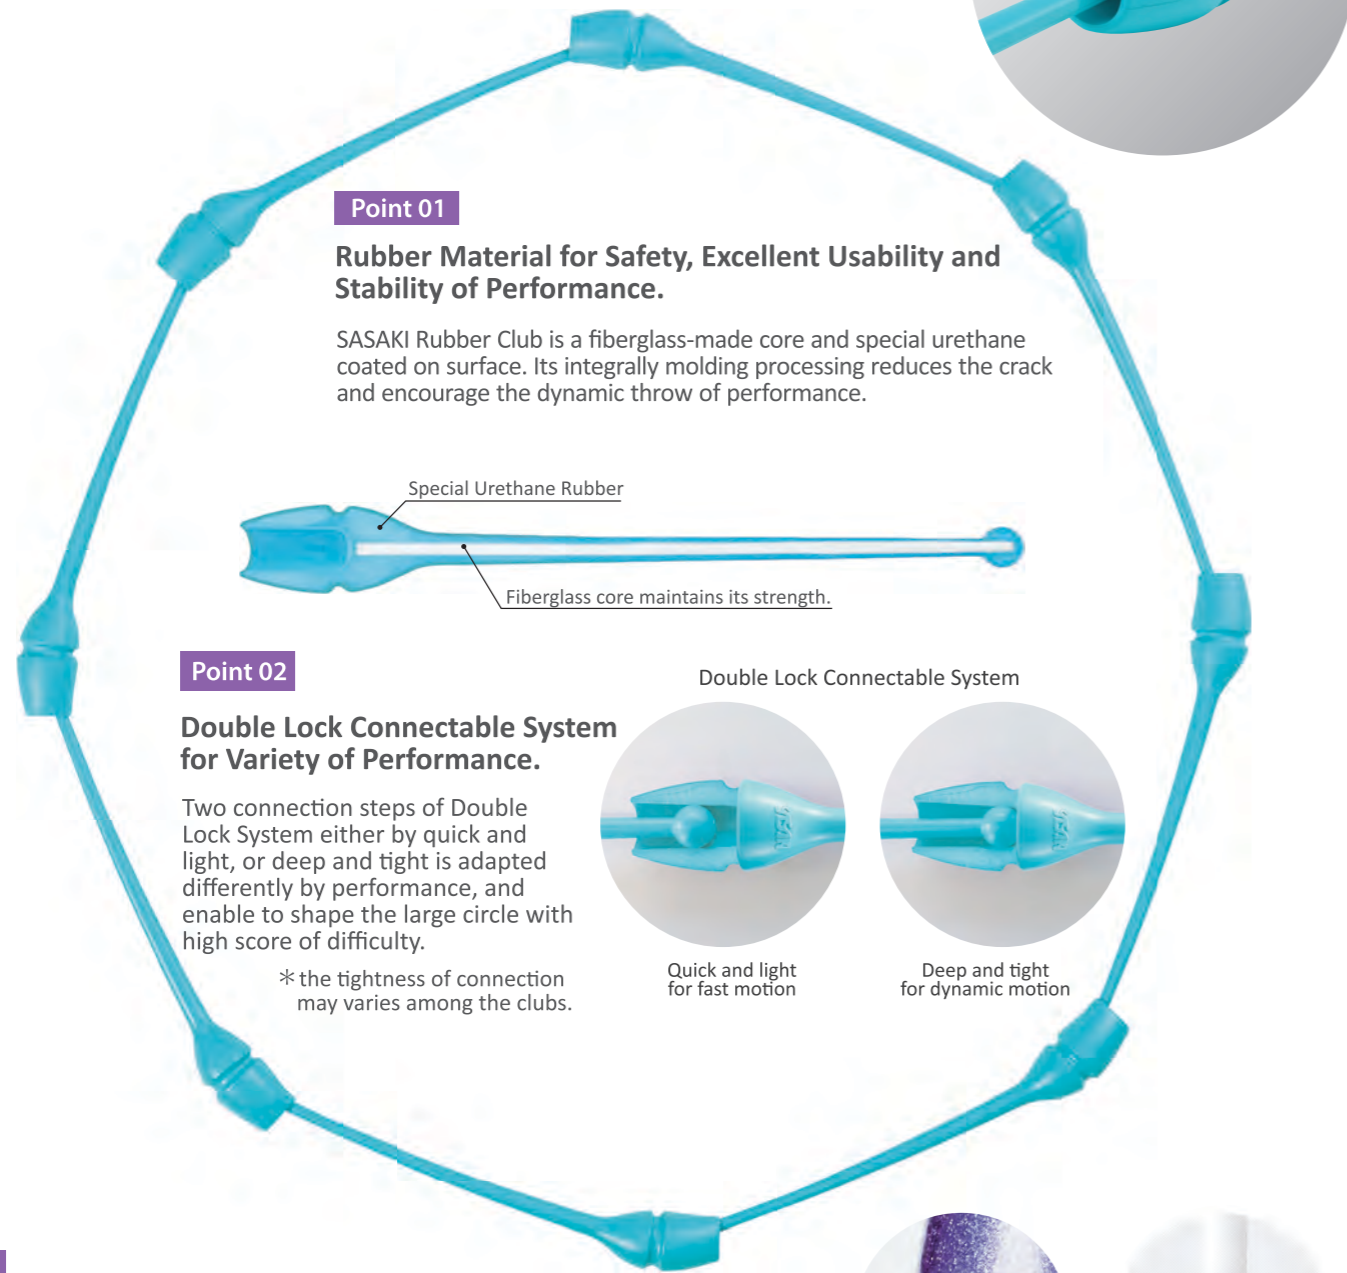 Point 01
Rubber Material for Safety, Excellent Usability and
Stability of Performance.
SASAKI Rubber Club is a fiberglass-made core and special urethane
coated on surface. Its integrally molding processing reduces the crack
and encourage the dynamic throw of performance.
Special Urethane Rubber
Fiberglass core maintains its strength.
Point 02
Double Lock Connectable System
for Variety of Performance.
Two connection steps of Double
Lock System either by quick and
light, or deep and tight is adapted
differently by performance, and
enable to shape the large circle with
high score of difficulty.
＊the tightness of connection
may varies among the clubs.
Double Lock Connectable System
Quick and light
for fast motion
Deep and tight
for dynamic motion